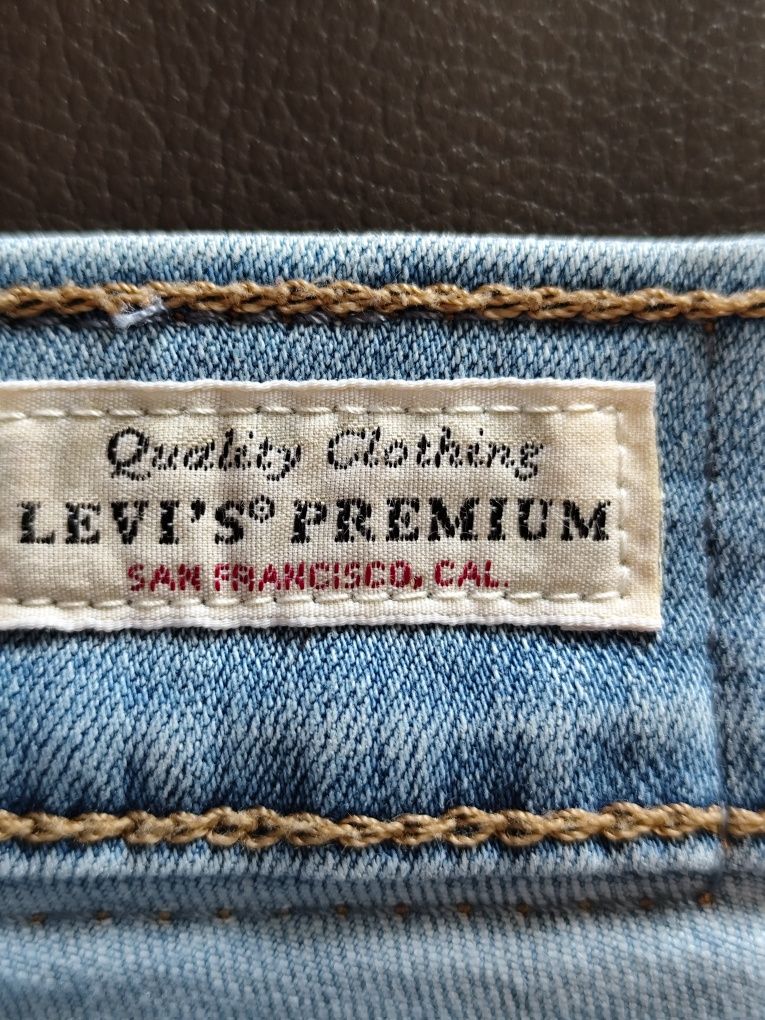 Quality Clothing
LEVI'S® PREMIUM
SAN FRANCISCO, CAL.